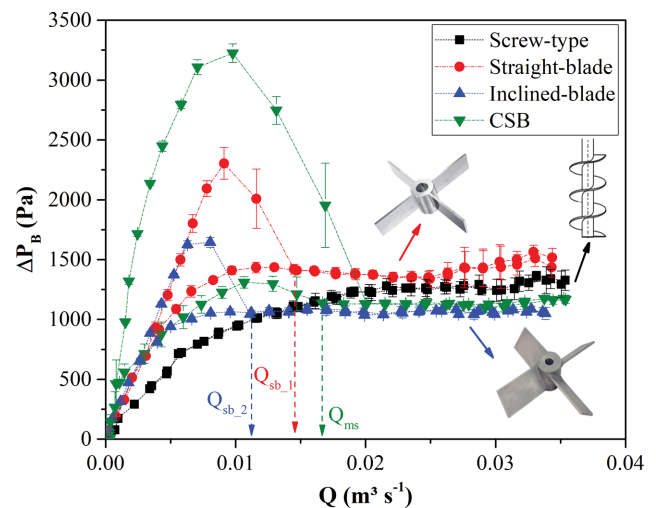 3500
3000
2500
2000
1500
1000
500
0
ΔP_B (Pa)
Screw-type
Straight-blade
Inclined-blade
CSB
Q_sb_2
Q_sb_1
Q_ms
0.00 0.01 0.02 0.03 0.04
Q (m³ s⁻¹)